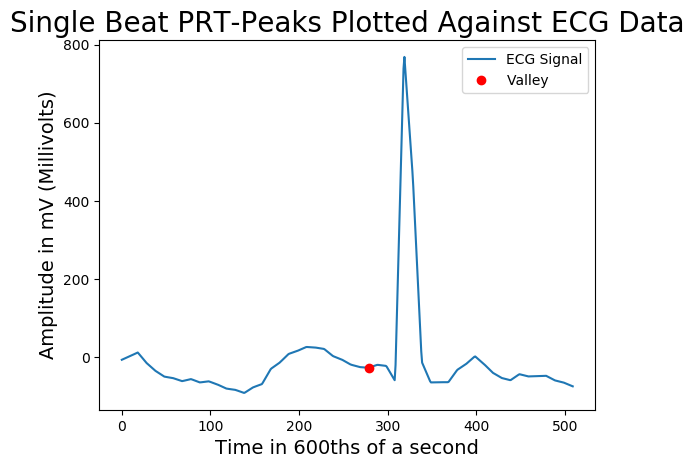 Single Beat PRT-Peaks Plotted Against ECG Data
800
600
400
200
0
Amplitude in mV (Millivolts)
ECG Signal
Valley
0 100 200 300 400 500
Time in 600ths of a second